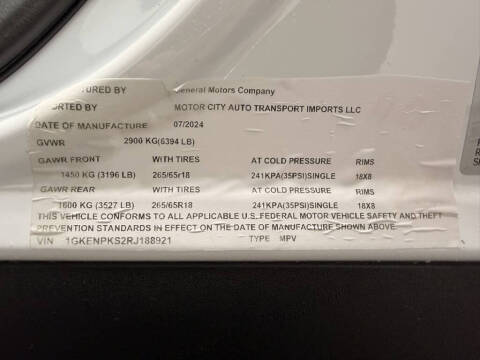 TURED BY General Motors Company
ORTED BY MOTOR CITY AUTO TRANSPORT IMPORTS LLC
DATE OF MANUFACTURE 07/2024
GVWR 2900 KG(6394 LB)
GAWR FRONT WITH TIRES AT COLD PRESSURE RIMS
1450 KG (3196 LB) 265/65r18 241KPA(35PSI)SINGLE 18X8
GAWR REAR WITH TIRES AT COLD PRESSURE RIMS
1600 KG (3527 LB) 265/65R18 241KPA(35PSI)SINGLE 18X8
THIS VEHICLE CONFORMS TO ALL APPLICABLE U.S.FEDERAL MOTOR VEHICLE SAFETY AND THEFT
PREVENTION STANDARDS IN EFFECT ON THE DATE OF MANUFACTURE SHOWN ABOVE.
VIN 1GKENPKS2RJ188921 TYPE MPV